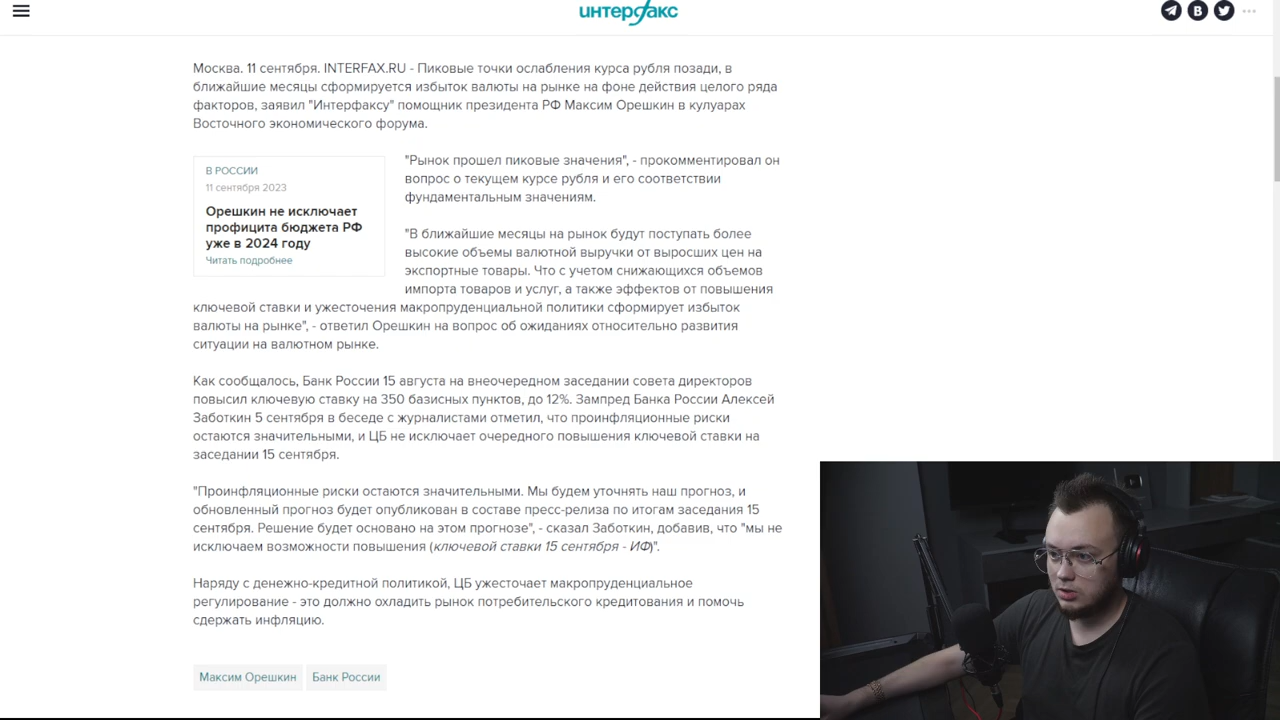 интерфакс
Москва. 11 сентября. INTERFAX.RU - Пиковые точки ослабления курса рубля позади, в
ближайшие месяцы сформируется избыток валюты на рынке на фоне действия целого ряда
факторов, заявил "Интерфаксу" помощник президента РФ Максим Орешкин в кулуарах
Восточного экономического форума.
В РОССИИ
11 сентября 2023
Орешкин не исключает
профицита бюджета РФ
уже в 2024 году
Читать подробнее
"Рынок прошел пиковые значения", - прокомментировал он
вопрос о текущем курсе рубля и его соответствии
фундаментальным значениям.
"В ближайшие месяцы на рынок будут поступать более
высокие объемы валютной выручки от выросших цен на
экспортные товары. Что с учетом снижающихся объемов
импорта товаров и услуг, а также эффектов от повышения
ключевой ставки и ужесточения макропруденциальной политики сформирует избыток
валюты на рынке", - ответил Орешкин на вопрос об ожиданиях относительно развития
ситуации на валютном рынке.
Как сообщалось, Банк России 15 августа на внеочередном заседании совета директоров
повысил ключевую ставку на 350 базисных пунктов, до 12%. Зампред Банка России Алексей
Заботкин 5 сентября в беседе с журналистами отметил, что проинфляционные риски
остаются значительными, и ЦБ не исключает очередного повышения ключевой ставки на
заседании 15 сентября.
"Проинфляционные риски остаются значительными. Мы будем уточнять наш прогноз, и
обновленный прогноз будет опубликован в составе пресс-релиза по итогам заседания 15
сентября. Решение будет основано на этом прогнозе", - сказал Заботкин, добавив, что "мы не
исключаем возможности повышения (ключевой ставки 15 сентября - ИФ)".
Наряду с денежно-кредитной политикой, ЦБ ужесточает макропруденциальное
регулирование - это должно охладить рынок потребительского кредитования и помочь
сдержать инфляцию.
Максим Орешкин
Банк России